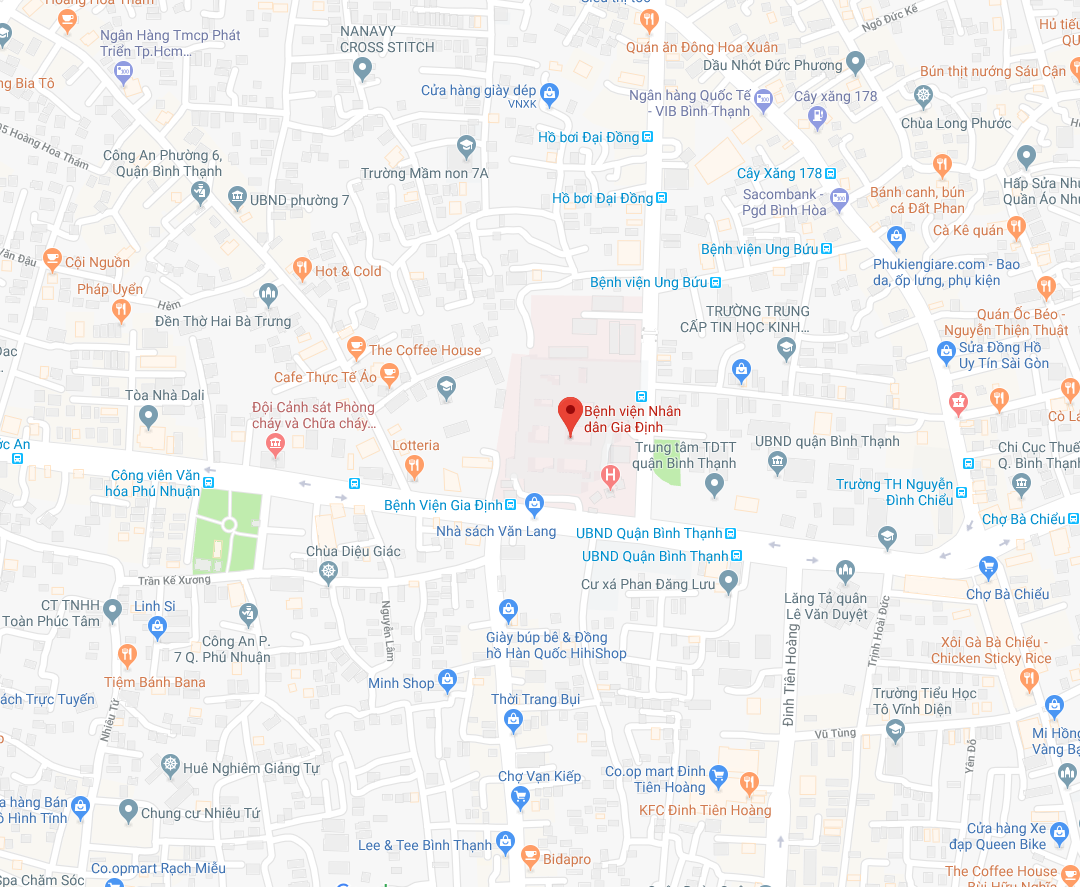 Hoàng Hoa Thám
Siêu thị tóc
Ngân Hàng Tmcp Phát
Triển Tp.Hcm...
NANAVY
CROSS STITCH
Quán ăn Đông Hoa Xuân
Ngô Đức Kế
Hủ tiếu
Dầu Nhớt Đức Phương
Bún thịt nướng Sáu Cận
ng Bia Tô
Cửa hàng giày dép
VNXK
Ngân hàng Quốc Tế
- VIB Bình Thạnh
Cây xăng 178
Chùa Long Phước
95 Hoàng Hoa Thám
Hồ bơi Đại Đồng
Công An Phường 6,
Quận Bình Thạnh
Trường Mầm non 7A
Cây Xăng 178
UBND phường 7
Hồ bơi Đại Đồng
Sacombank -
Pgd Bình Hòa
Bánh canh, bún
cá Đất Phan
Hấp Sửa Nhu
Quần Áo Nh
Cà Kê quán
Văn Đậu
Cội Nguồn
Hot & Cold
Bệnh viện Ung Bứu
Phukiengiare.com - Bao
da, ốp lưng, phụ kiện
Pháp Uyển
Hẻm
Bệnh viện Ung Bứu
Đền Thờ Hai Bà Trưng
TRƯỜNG TRUNG
CẤP TIN HỌC KINH...
Quán Ốc Béo -
Nguyễn Thiện Thuật
The Coffee House
Sửa Đồng Hồ
Uy Tín Sài Gòn
Cafe Thực Tế Ảo
Tòa Nhà Dali
Đội Cảnh sát Phòng
cháy và Chữa cháy...
Bệnh viện Nhân
dân Gia Định
Cò Lả
Lotteria
Trung tâm TDTT
quận Bình Thạnh
UBND quận Bình Thạnh
Chi Cục Thuế
Q. Bình Thạnh
Công viên Văn
hóa Phú Nhuận
H
Trường TH Nguyễn
Đình Chiểu
Bệnh Viện Gia Định
Nhà sách Văn Lang
UBND Quận Bình Thạnh
Chợ Bà Chiểu
Chùa Diệu Giác
UBND Quận Bình Thạnh
Trần Kế Xương
Cư xá Phan Đăng Lưu
Lăng Tả quân
Lê Văn Duyệt
Chợ Bà Chiểu
CT TNHH
Toàn Phúc Tâm
Linh Si
Công An P.
7 Q. Phú Nhuận
Nguyên Lâm
Giày búp bê & Đồng
hồ Hàn Quốc HihiShop
Đinh Tiên Hoàng
Trịnh Hoài Đức
Xôi Gà Bà Chiểu -
Chicken Sticky Rice
Tiệm Bánh Bana
Minh Shop
ách Trực Tuyến
Nhiêu Tứ
Thời Trang Bụi
Trường Tiểu Học
Tô Vĩnh Diện
Vũ Tùng
Yên Đỗ
Mi Hồng
Huê Nghiêm Giảng Tự
Chợ Vạn Kiếp
Co.op mart Đinh
Tiên Hoàng
KFC Đinh Tiên Hoàng
Chung cư Nhiêu Tứ
Lee & Tee Bình Thạnh
Bidapro
Cửa hàng Xe
đạp Queen Bike
Co.opmart Rạch Miễu
Spa Chăm Sóc
The Coffee House